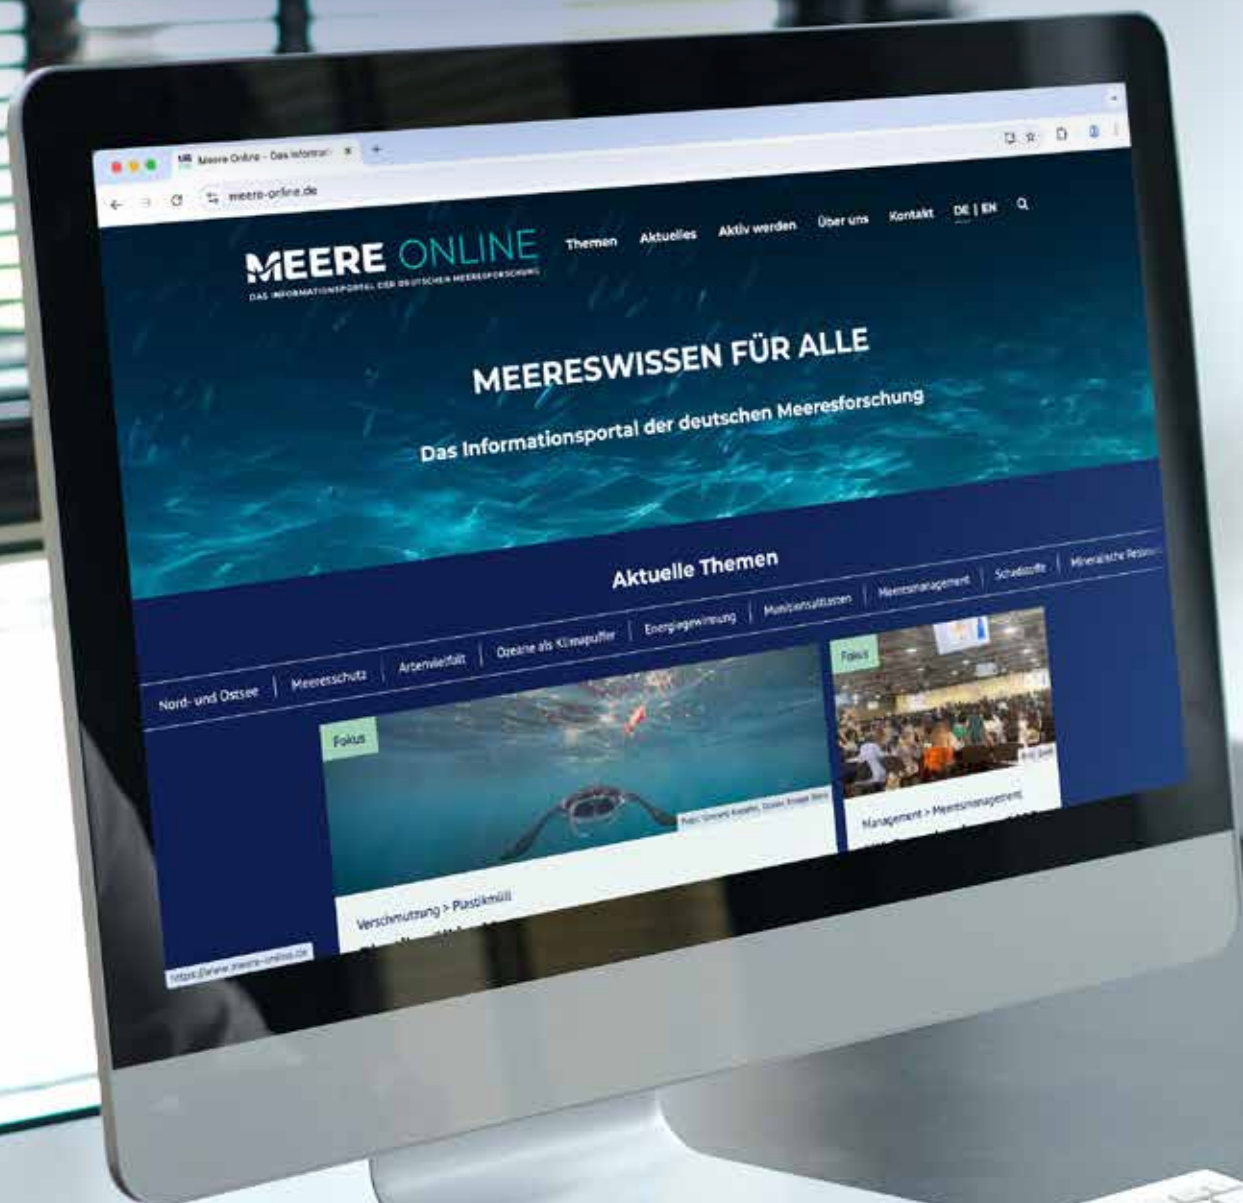 Meere Online - Das Informati
meere-online.de
MEERE ONLINE
DAS INFORMATIONSPORTAL DER DEUTSCHEN MEERESFORSCHUNG
Themen Aktuelles Aktiv werden Über uns Kontakt DE | EN
MEERESWISSEN FÜR ALLE
Das Informationsportal der deutschen Meeresforschung
Aktuelle Themen
Nord- und Ostsee | Meeresschutz | Artenvielfalt | Ozeane als Klimapuffer | Energiegewinnung | Munitionsaltlasten | Meeresmanagement | Schadstoffe | Mineralische
Fokus
Fokus
Management > Meeresmanagement
Verschmutzung > Plastikmüll
https://www.meere-online.de